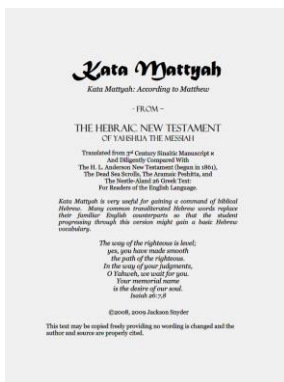 Kata Mattyah
Kata Mattyah: According to Matthew
- FROM -
THE HEBRAIC NEW TESTAMENT
OF YAHSHUA THE MESSIAH
Translated from 3rd Century Sinaitic Manuscript א
And Diligently Compared With
The H. L. Anderson New Testament (begun in 1861),
The Dead Sea Scrolls, The Aramaic Peshitta, and
The Nestle-Aland 26 Greek Text:
For Readers of the English Language.
Kata Mattyah is very useful for gaining a command of biblical
Hebrew. Many common transliterated Hebrew words replace
their familiar English counterparts so that the student
progressing through this version might gain a basic Hebrew
vocabulary.
The way of the righteous is level;
yes, you have made smooth
the path of the righteous.
In the way of your judgments,
O Yahweh, we wait for you.
Your memorial name
is the desire of our soul.
Isaiah 26:7,8
©2008, 2009 Jackson Snyder
This text may be copied freely providing no wording is changed and the
author and source are properly cited.